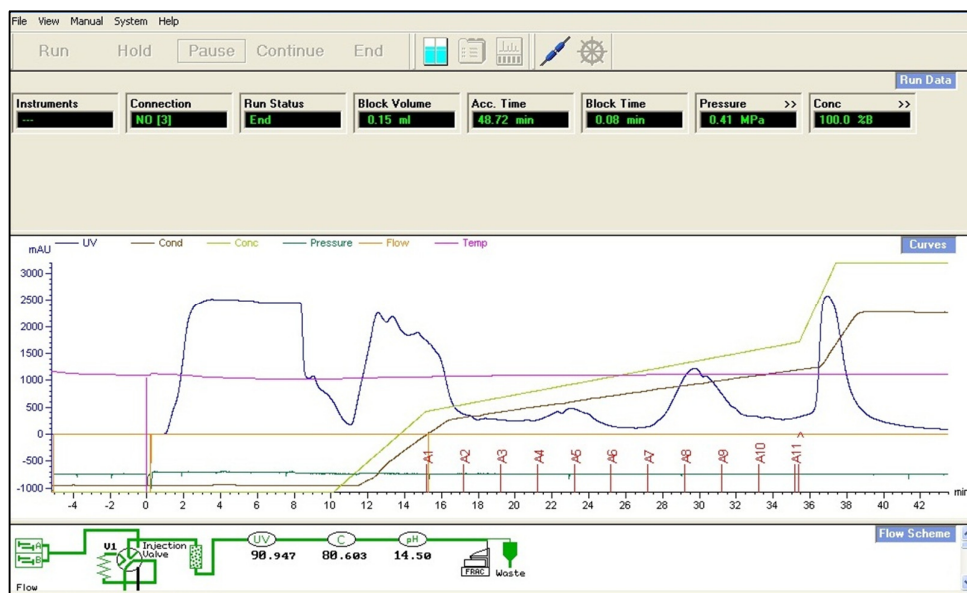 File View Manual System Help
Run Hold Pause Continue End
Run Data
Instruments Connection Run Status Block Volume Acc. Time Block Time Pressure >> Conc >>
--- NO [3] End 0.15 ml 48.72 min 0.08 min 0.41 MPa 100.0 %B
mAU UV Cond Conc Pressure Flow Temp Curves
3000
2500
2000
1500
1000
500
0
-500
-1000
A1 A2 A3 A4 A5 A6 A7 A8 A9 A10 A11
-4 -2 0 2 4 6 8 10 12 14 16 18 20 22 24 26 28 30 32 34 36 38 40 42 min
Flow Scheme
A
B
V1 Injection Valve
UV C pH
90.947 80.603 14.50
FRAC Waste
Flow